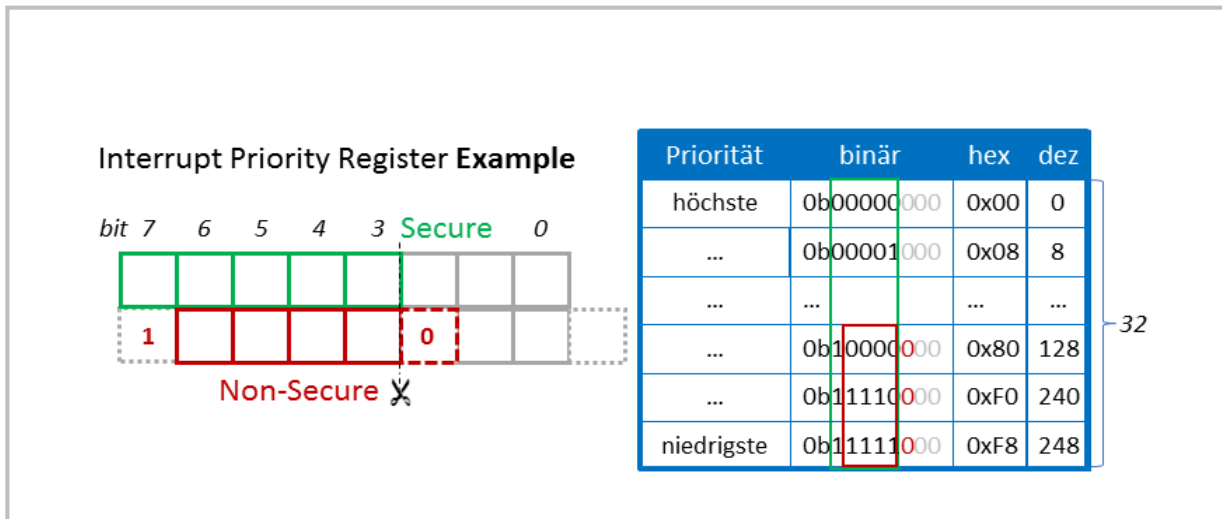 Interrupt Priority Register Example
bit 7 6 5 4 3 Secure 0
1 0
Non-Secure
Priorität binär hex dez
höchste 0b00000000 0x00 0
... 0b00001000 0x08 8
... ... ... ...
... 0b10000000 0x80 128
... 0b11110000 0xF0 240
niedrigste 0b11111000 0xF8 248
32